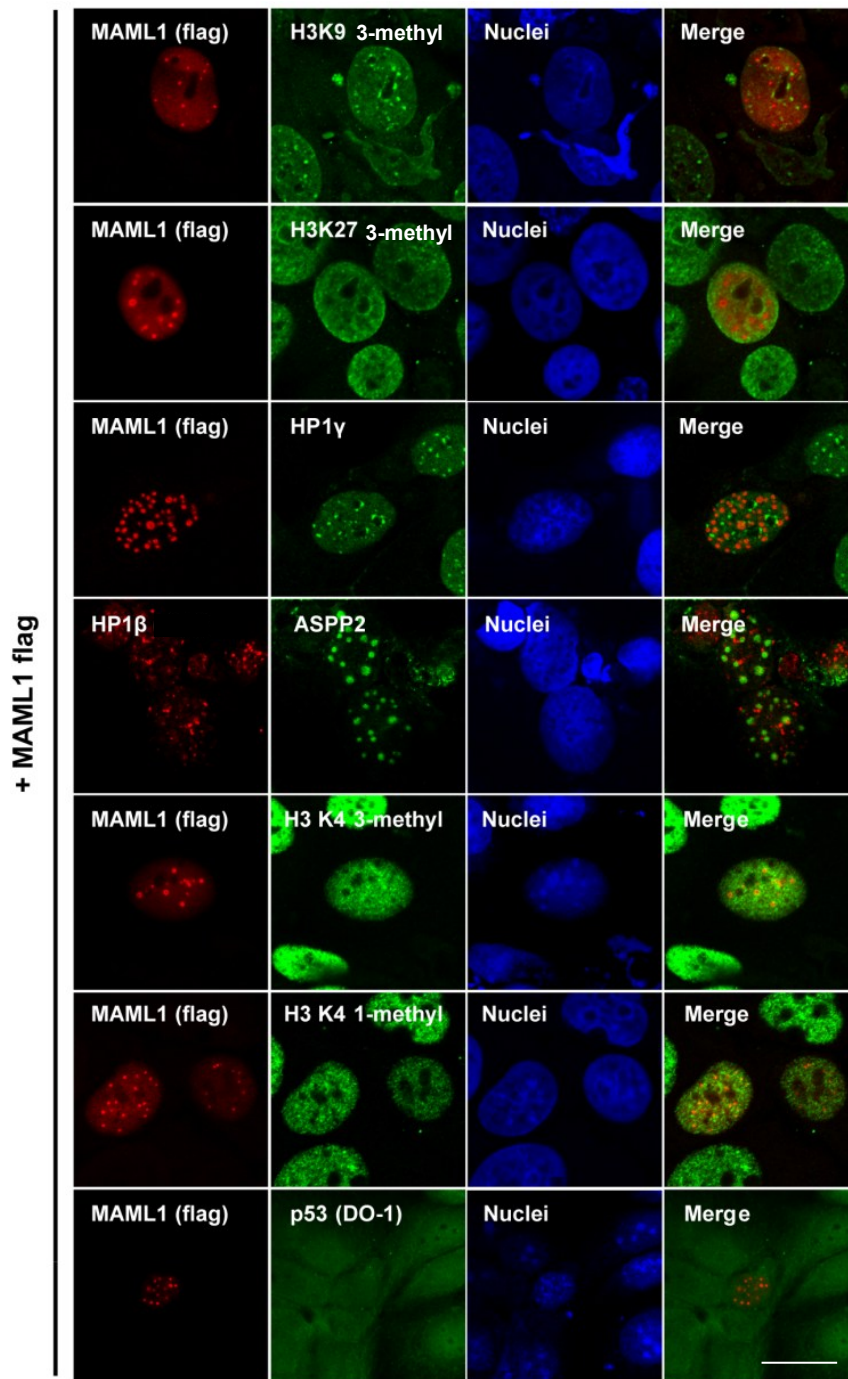 + MAML1 flag
MAML1 (flag) H3K9 3-methyl Nuclei Merge
MAML1 (flag) H3K27 3-methyl Nuclei Merge
MAML1 (flag) HP1γ Nuclei Merge
HP1β ASPP2 Nuclei Merge
MAML1 (flag) H3 K4 3-methyl Nuclei Merge
MAML1 (flag) H3 K4 1-methyl Nuclei Merge
MAML1 (flag) p53 (DO-1) Nuclei Merge